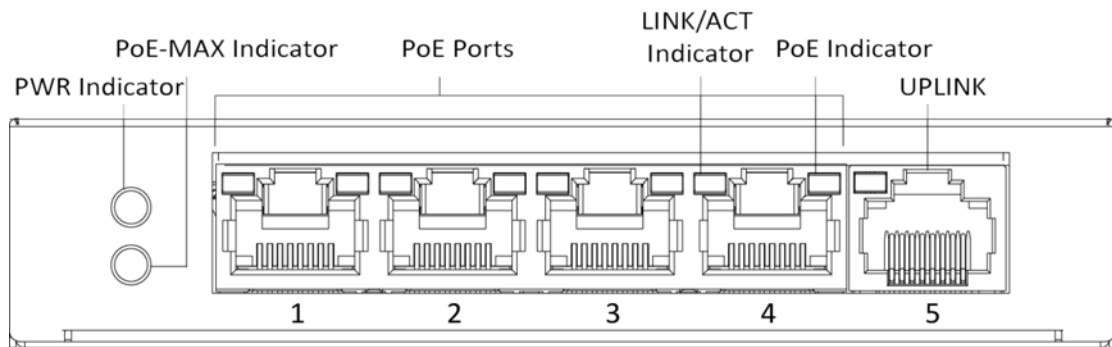 LINK/ACT
PoE-MAX Indicator PoE Ports Indicator PoE Indicator
PWR Indicator UPLINK
1 2 3 4 5